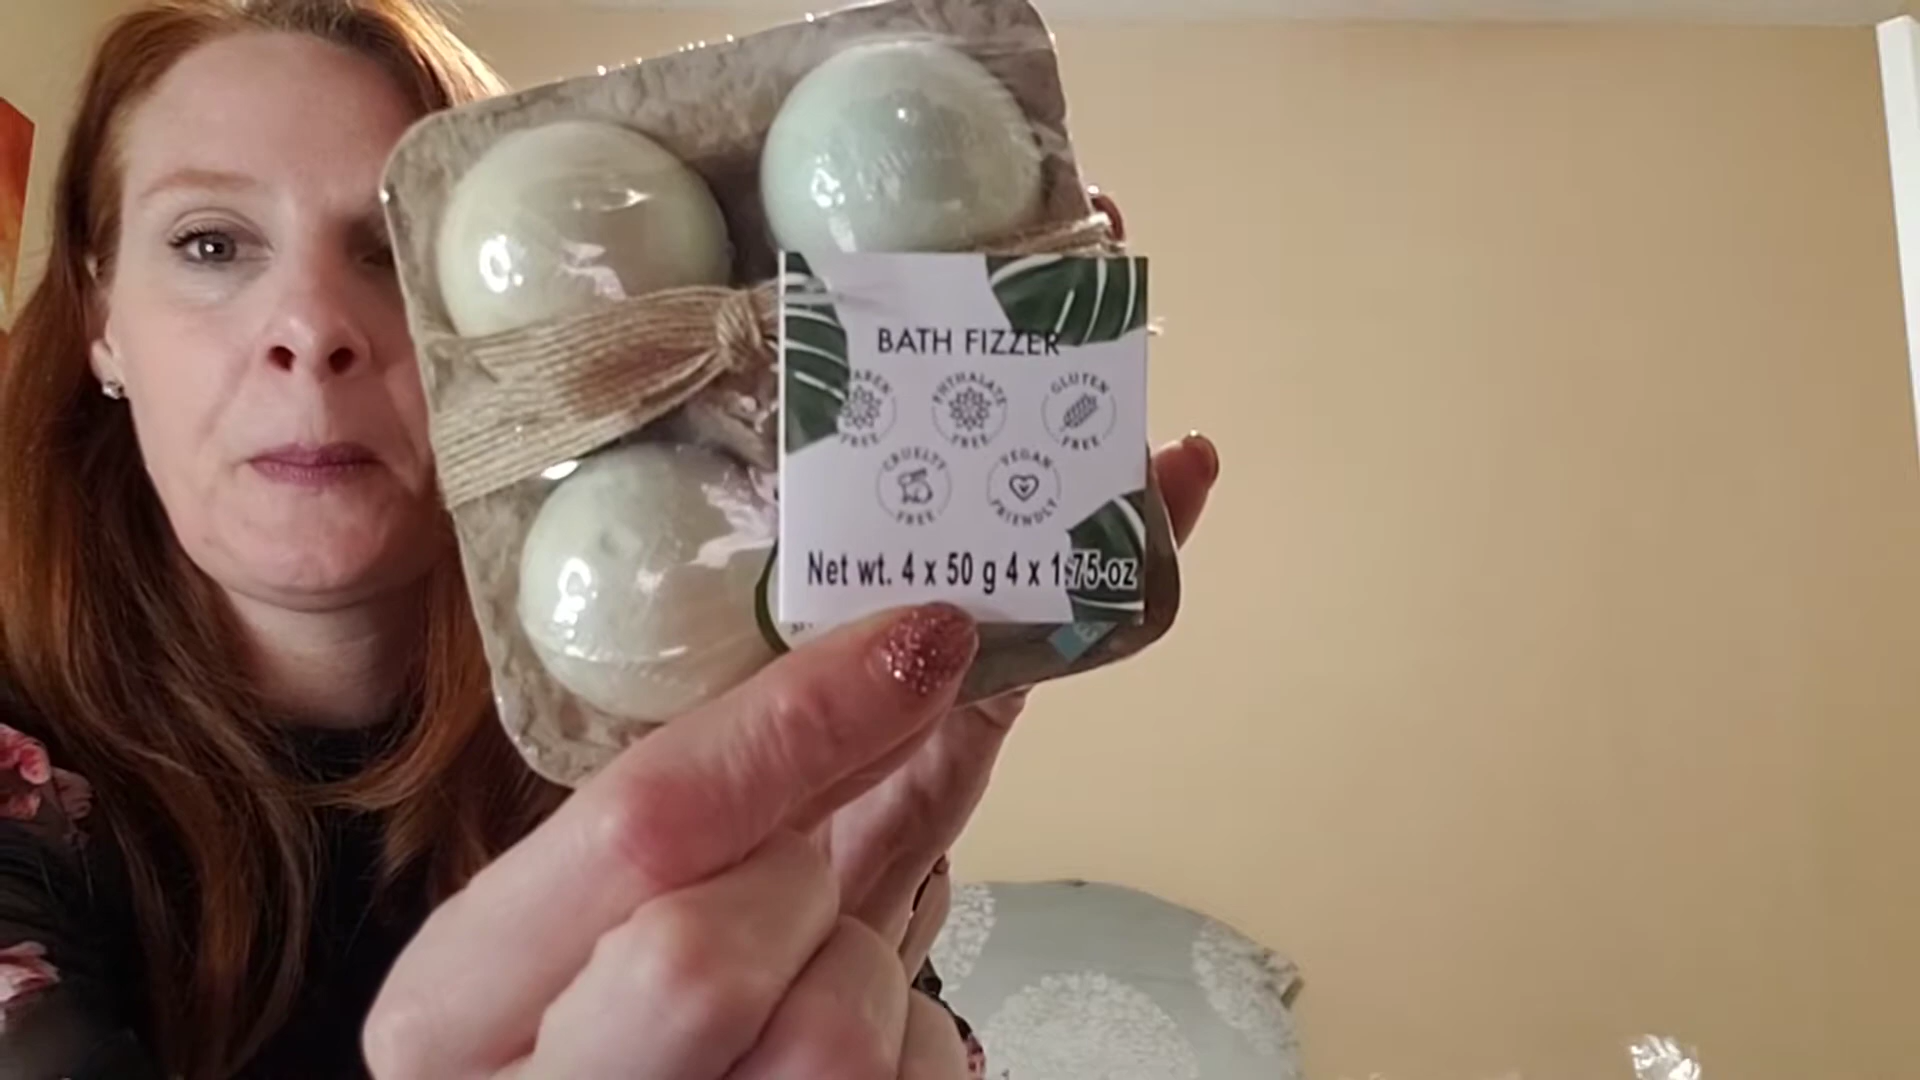 BATH FIZZER
PHTHALATE FREE
GLUTEN FREE
CRUELTY FREE
VEGAN FRIENDLY
Net wt. 4 x 50 g 4 x 1.75 oz